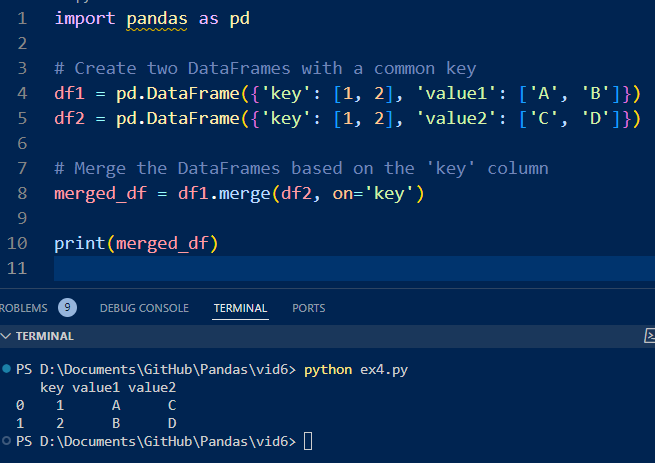 1 import pandas as pd
2
3 # Create two DataFrames with a common key
4 df1 = pd.DataFrame({'key': [1, 2], 'value1': ['A', 'B']})
5 df2 = pd.DataFrame({'key': [1, 2], 'value2': ['C', 'D']})
6
7 # Merge the DataFrames based on the 'key' column
8 merged_df = df1.merge(df2, on='key')
9
10 print(merged_df)
11
ROBLEMS 9 DEBUG CONSOLE TERMINAL PORTS
TERMINAL
PS D:\Documents\GitHub\Pandas\vid6> python ex4.py
   key value1 value2
0    1      A      C
1    2      B      D
PS D:\Documents\GitHub\Pandas\vid6>